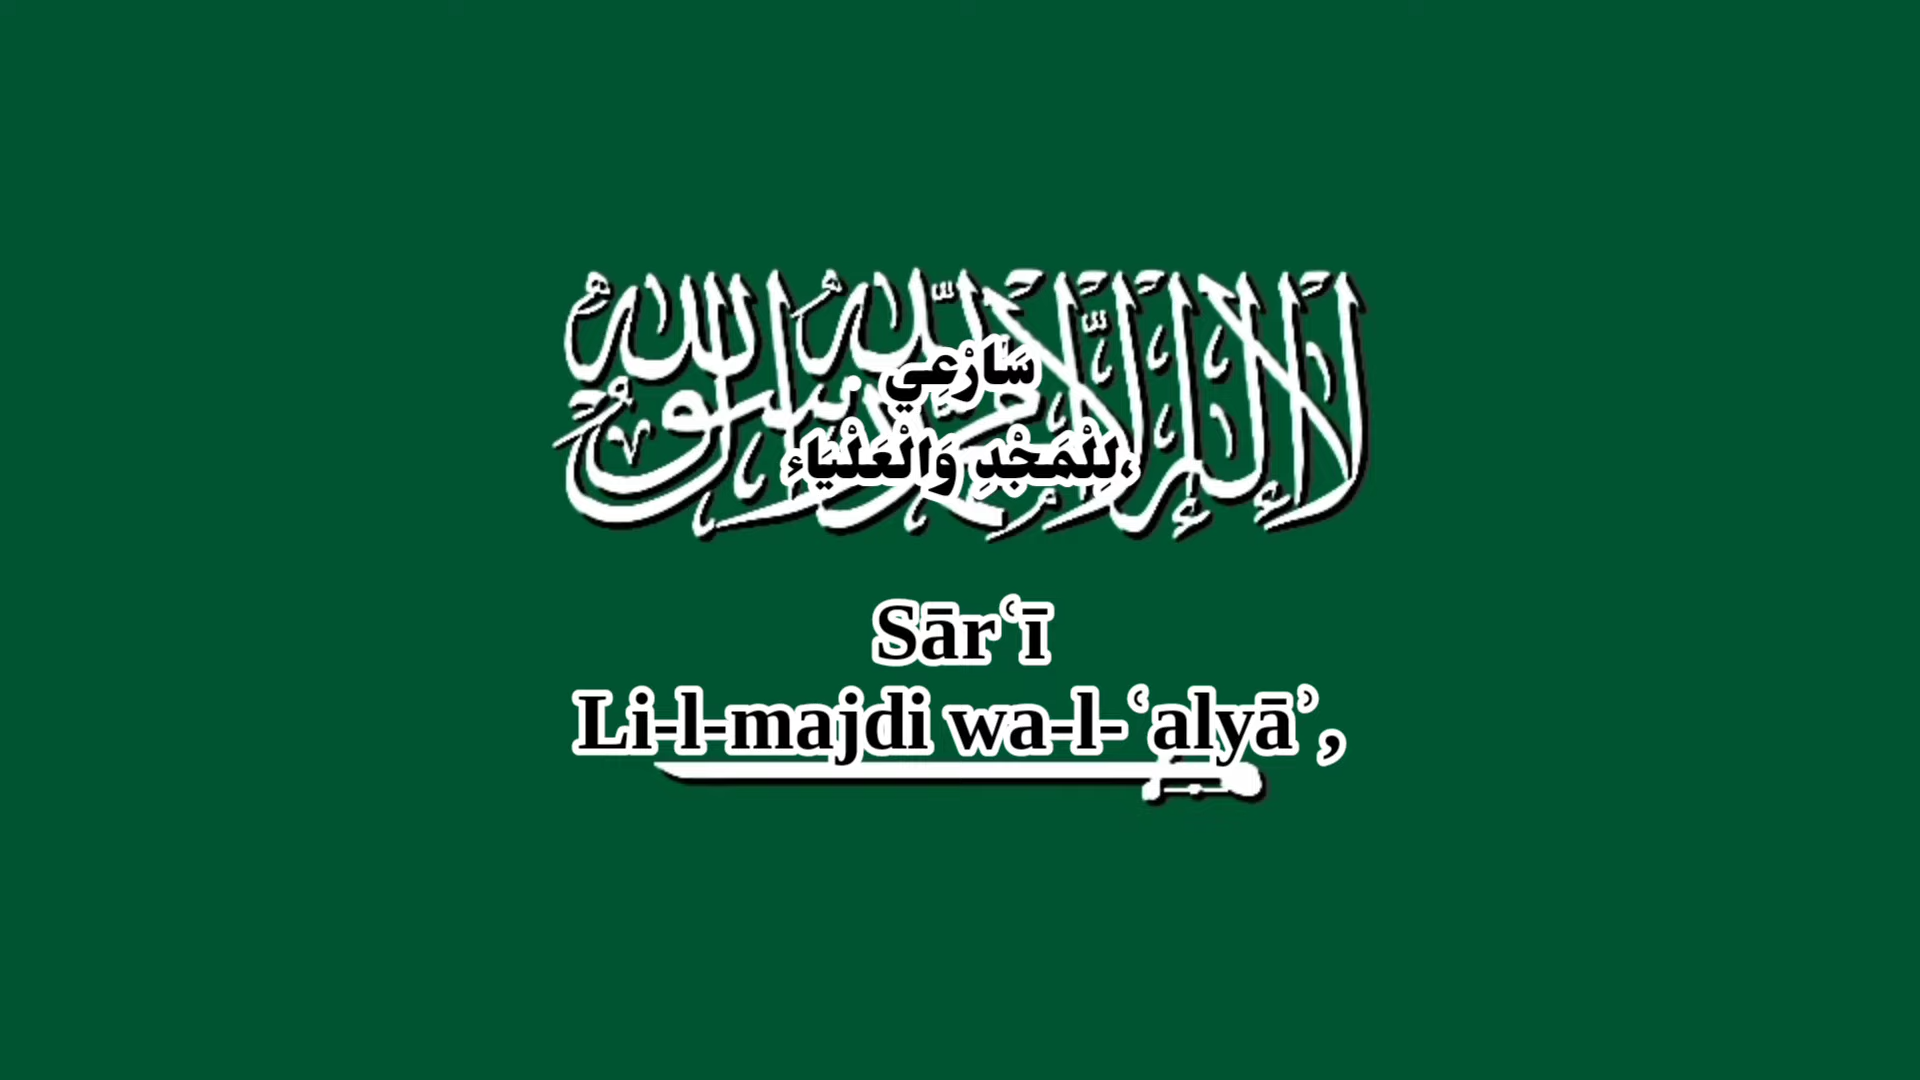 لا إله إلا الله محمد رسول الله
سَارْعِي
لِلْمَجْدِ وَالْعَلْيَاء،
Sārʿī
Li-l-majdi wa-l-ʿalyāʾ,